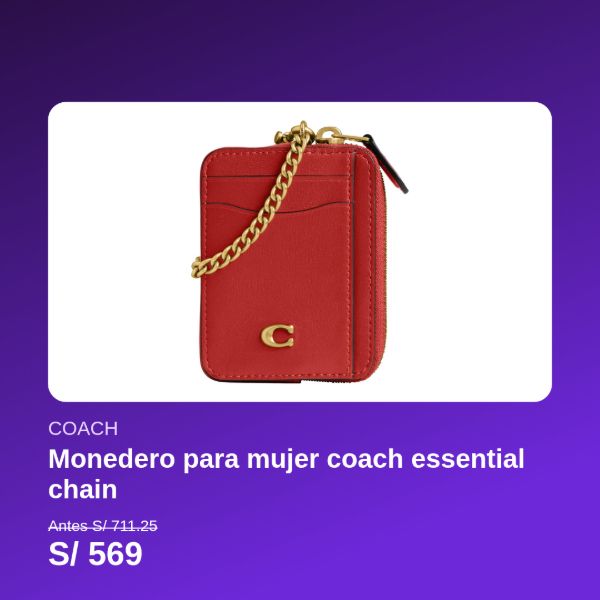 COACH
Monedero para mujer coach essential
chain
Antes S/ 711.25
S/ 569